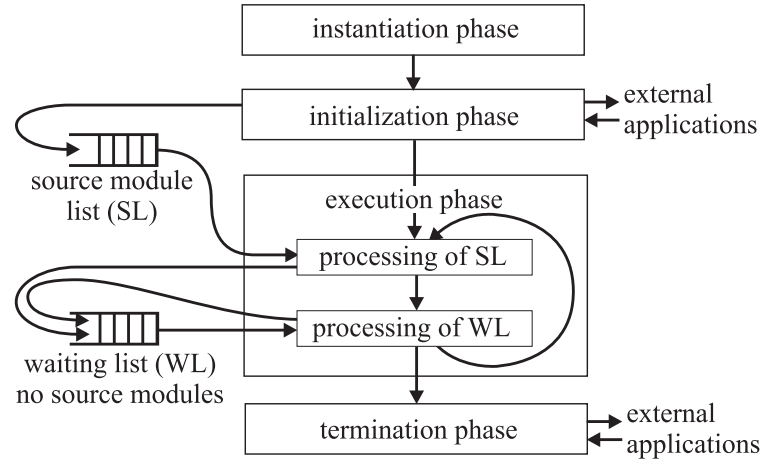 instantiation phase
initialization phase
external
applications
source module
list (SL)
execution phase
processing of SL
processing of WL
waiting list (WL)
no source modules
termination phase
external
applications